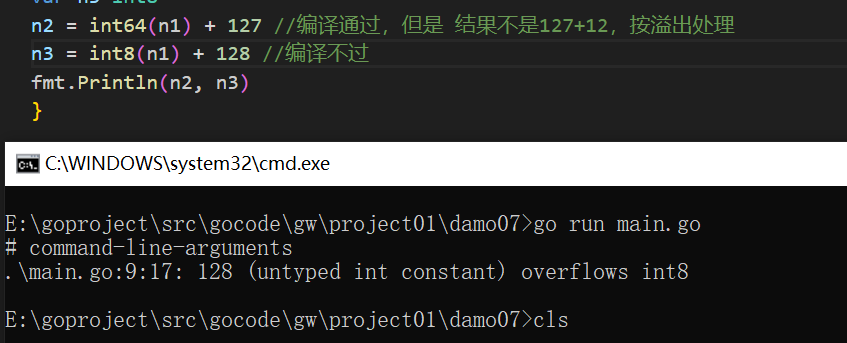 n2 = int64(n1) + 127 //编译通过，但是 结果不是127+12，按溢出处理
n3 = int8(n1) + 128 //编译不过
fmt.Println(n2, n3)
}
C:\WINDOWS\system32\cmd.exe
E:\goproject\src\gocode\gw\project01\damo07>go run main.go
# command-line-arguments
.\main.go:9:17: 128 (untyped int constant) overflows int8
E:\goproject\src\gocode\gw\project01\damo07>cls